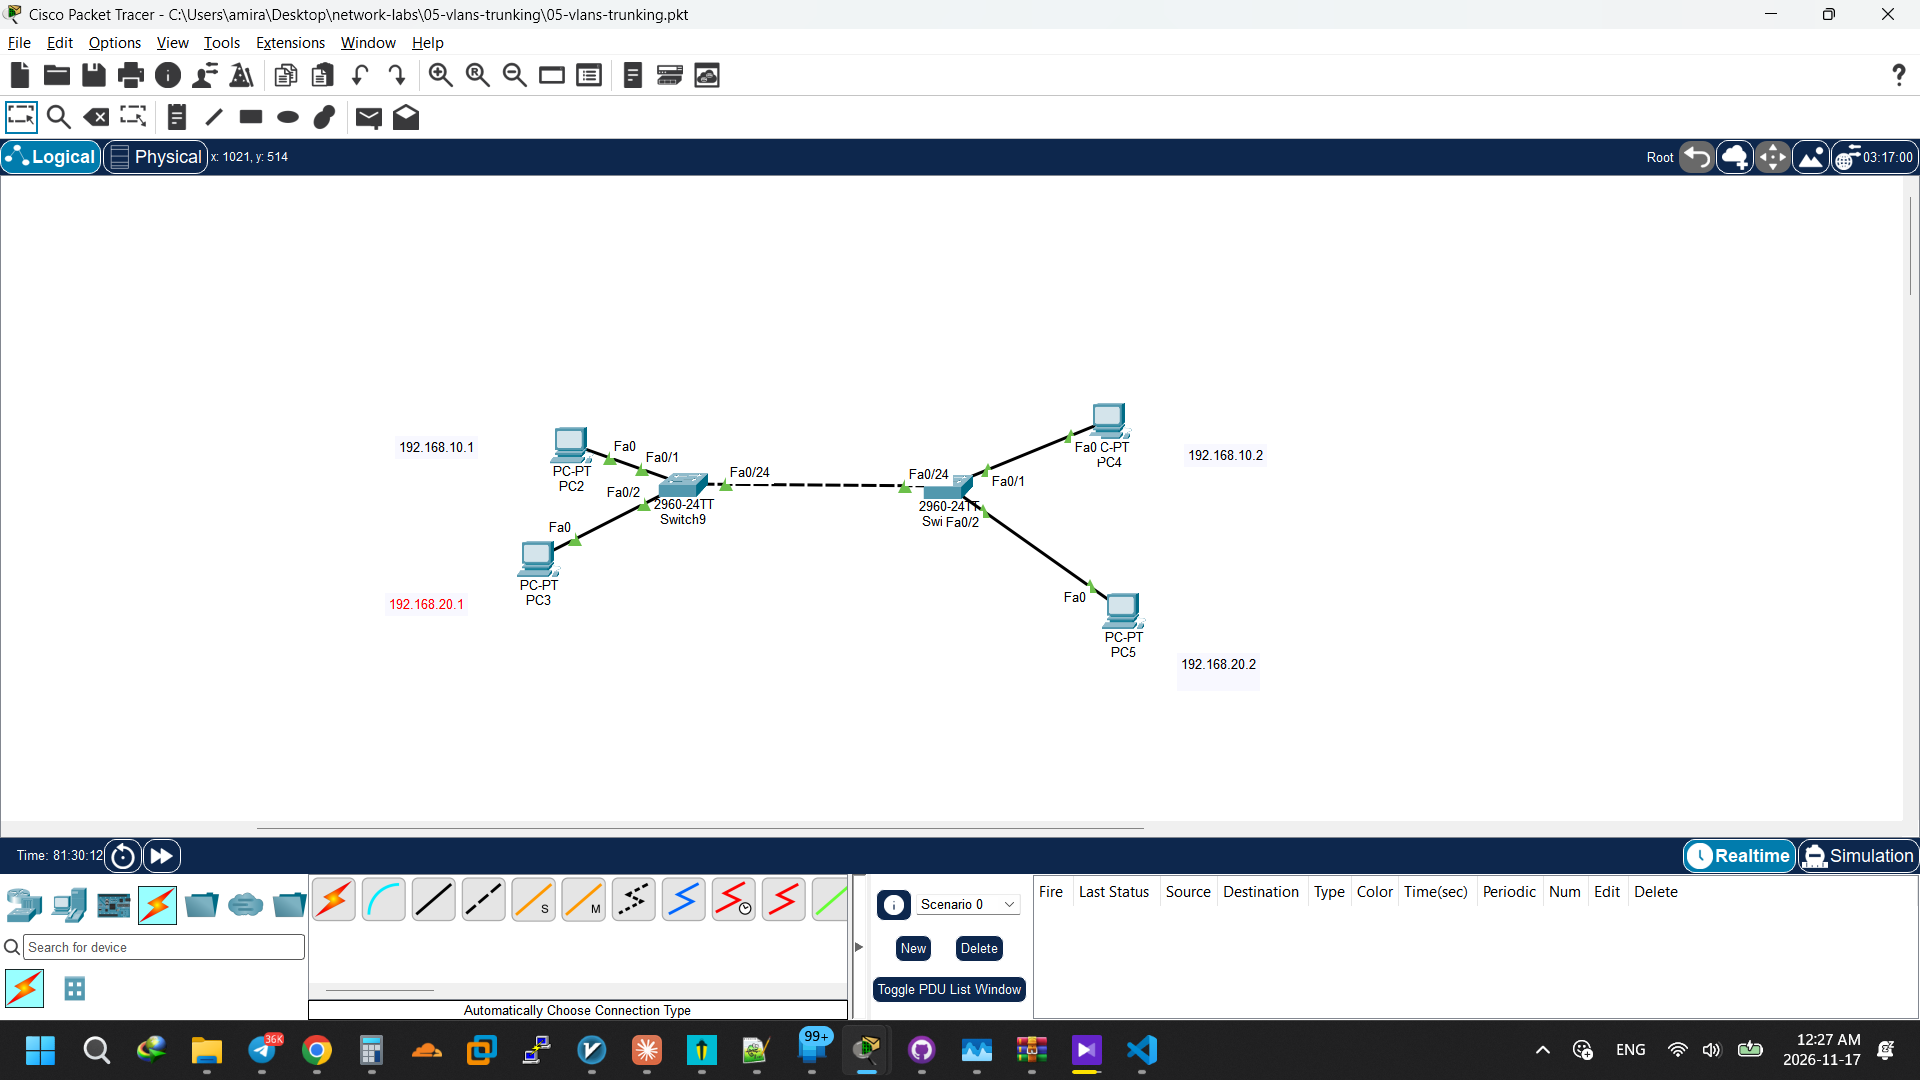 Cisco Packet Tracer - C:\Users\amira\Desktop\network-labs\05-vlans-trunking\05-vlans-trunking.pkt
File Edit Options View Tools Extensions Window Help
?
Logical Physical x: 1021, y: 514 Root 03:17:00
192.168.10.1
PC-PT
PC2
Fa0
Fa0/1
Fa0/2
Fa0/24
2960-24TT
Switch9
Fa0
PC-PT
PC3
192.168.20.1
Fa0/24
2960-24TT
Swi Fa0/2
Fa0/1
Fa0 C-PT
PC4
192.168.10.2
Fa0
PC-PT
PC5
192.168.20.2
Time: 81:30:12 Realtime Simulation
Search for device
S
M
Automatically Choose Connection Type
Scenario 0
New Delete
Toggle PDU List Window
Fire Last Status Source Destination Type Color Time(sec) Periodic Num Edit Delete
36K
99+
ENG
12:27 AM
2026-11-17